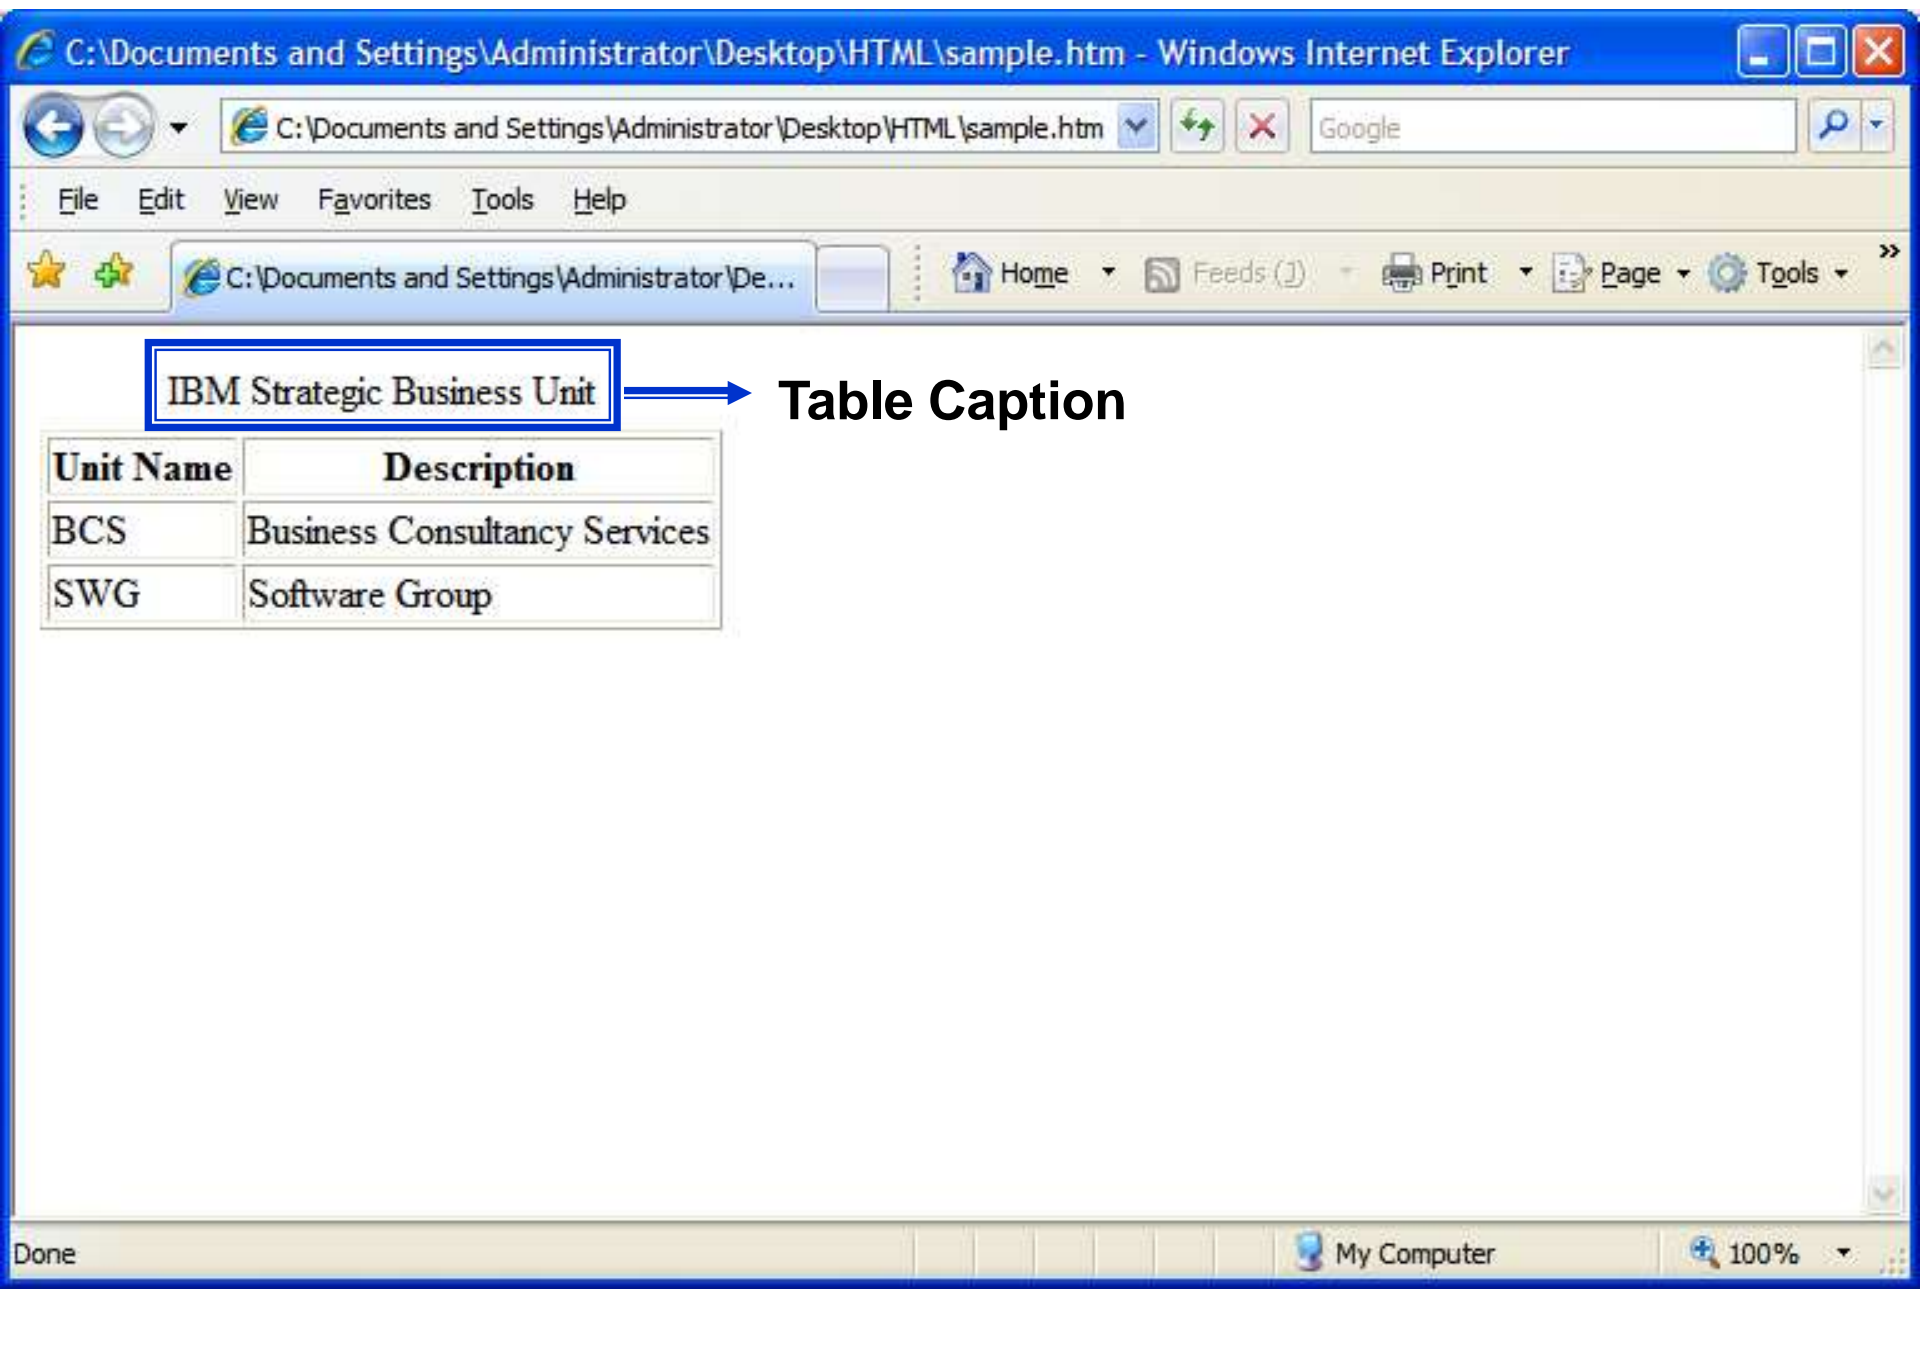 C:\Documents and Settings\Administrator\Desktop\HTML\sample.htm - Windows Internet Explorer
C:\Documents and Settings\Administrator\Desktop\HTML\sample.htm Google
File Edit View Favorites Tools Help
C:\Documents and Settings\Administrator\De... Home Feeds (J) Print Page Tools »
IBM Strategic Business Unit Table Caption
Unit Name Description
BCS Business Consultancy Services
SWG Software Group
Done My Computer 100%